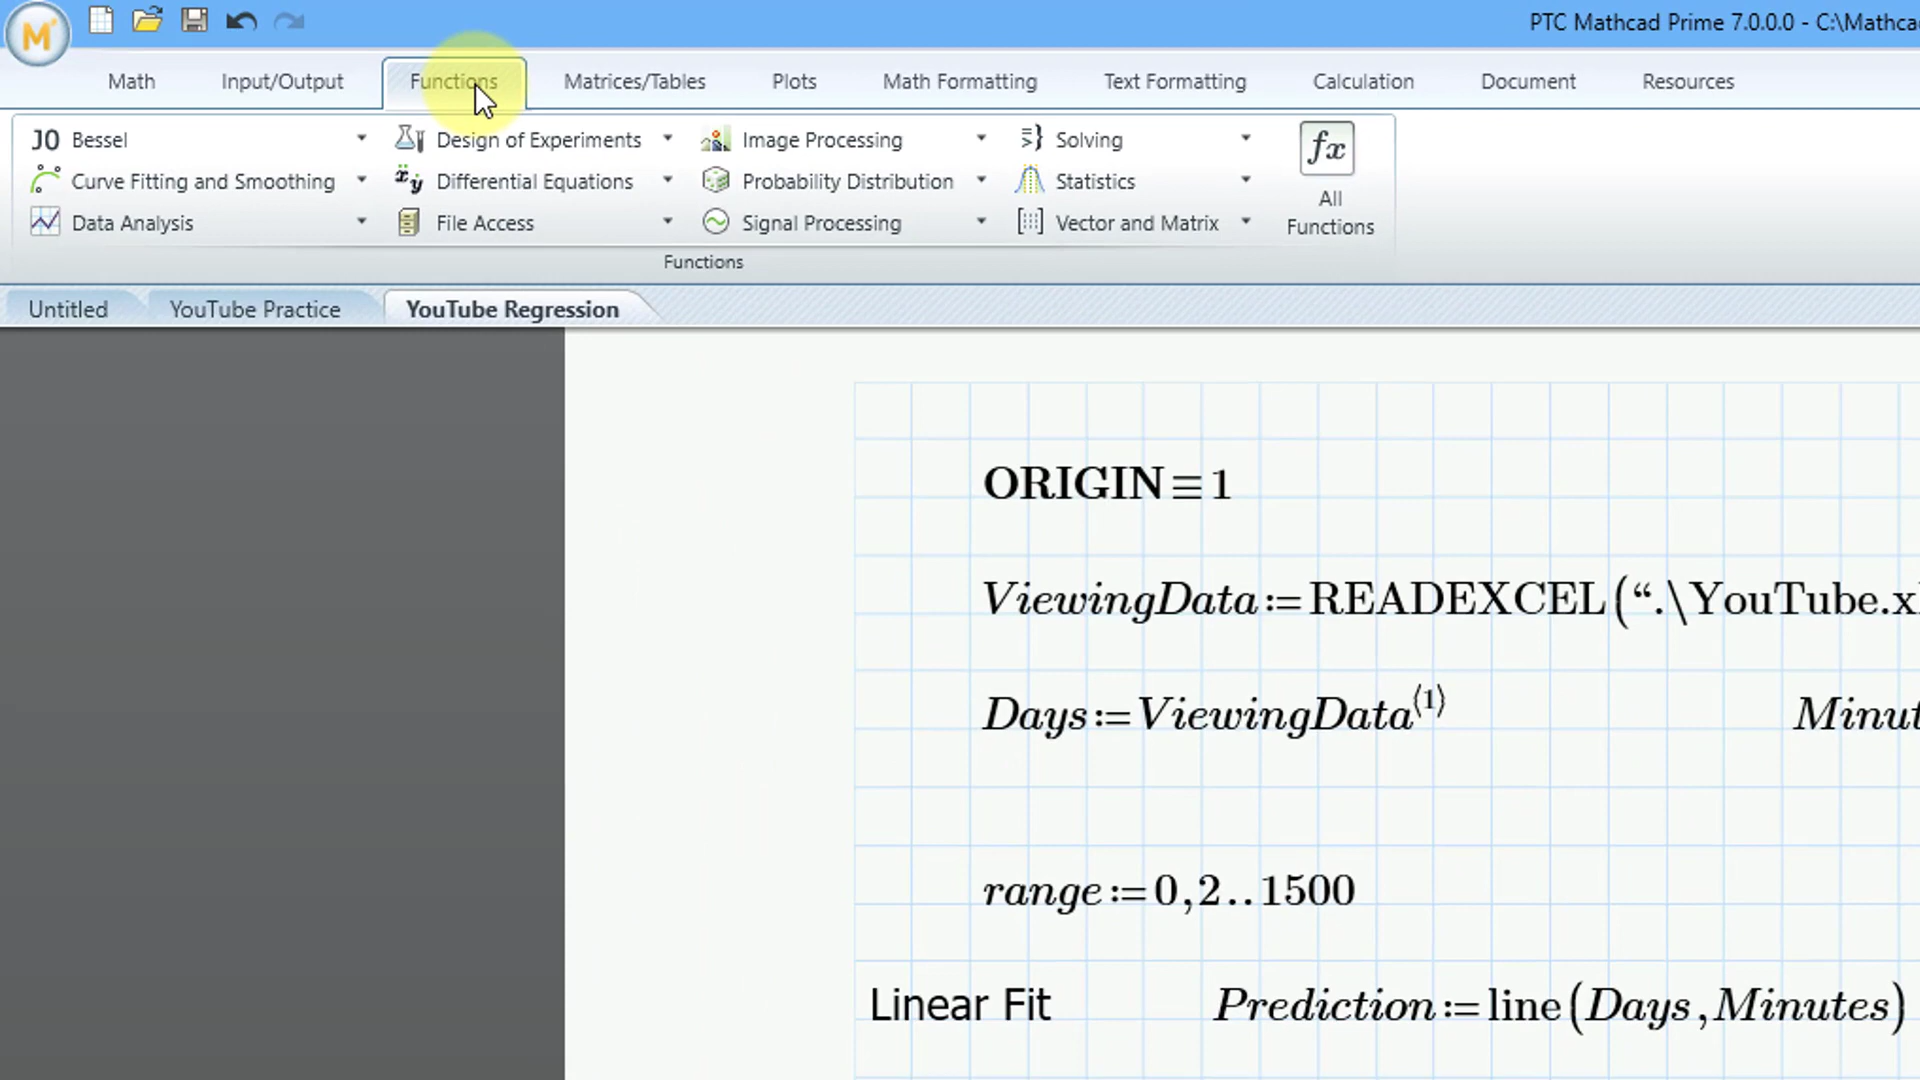 PTC Mathcad Prime 7.0.0.0 - C:\Mathcad
Math Input/Output Functions Matrices/Tables Plots Math Formatting Text Formatting Calculation Document Resources
J0 Bessel Design of Experiments Image Processing Solving fx
Curve Fitting and Smoothing Differential Equations Probability Distribution Statistics All
Data Analysis File Access Signal Processing Vector and Matrix Functions
Functions
Untitled YouTube Practice YouTube Regression
ORIGIN≡1
ViewingData:=READEXCEL(“.\YouTube.xl
Days:=ViewingData⟨1⟩ Minut
range:=0,2..1500
Linear Fit Prediction:=line(Days,Minutes)